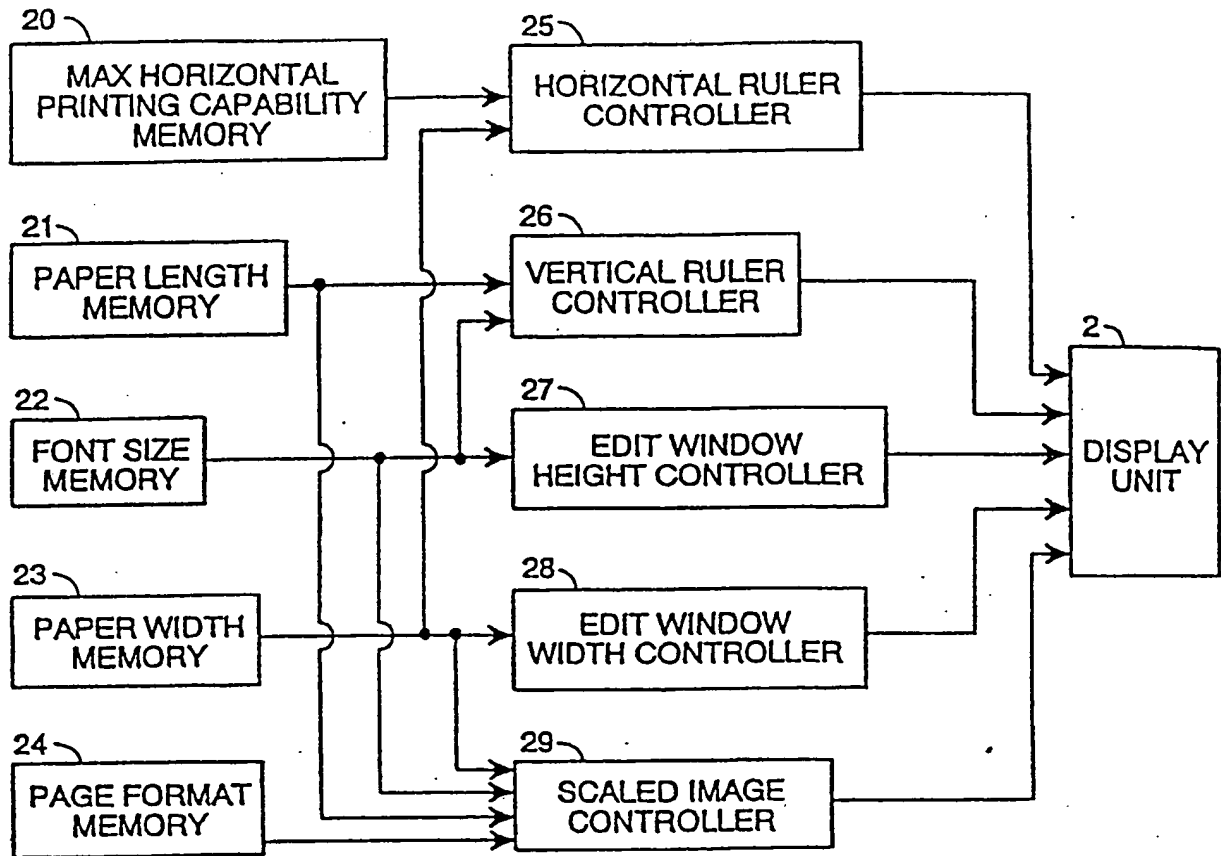 20
MAX HORIZONTAL
PRINTING CAPABILITY
MEMORY
25
HORIZONTAL RULER
CONTROLLER
21
PAPER LENGTH
MEMORY
26
VERTICAL RULER
CONTROLLER
2
DISPLAY
UNIT
22
FONT SIZE
MEMORY
27
EDIT WINDOW
HEIGHT CONTROLLER
23
PAPER WIDTH
MEMORY
28
EDIT WINDOW
WIDTH CONTROLLER
24
PAGE FORMAT
MEMORY
29
SCALED IMAGE
CONTROLLER